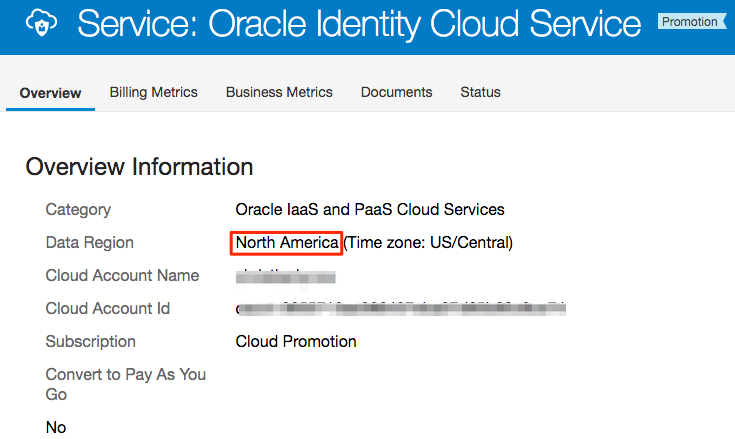 Service: Oracle Identity Cloud Service
Promotion
Overview Billing Metrics Business Metrics Documents Status
Overview Information
Category Oracle IaaS and PaaS Cloud Services
Data Region North America (Time zone: US/Central)
Cloud Account Name
Cloud Account Id
Subscription Cloud Promotion
Convert to Pay As You
Go
No